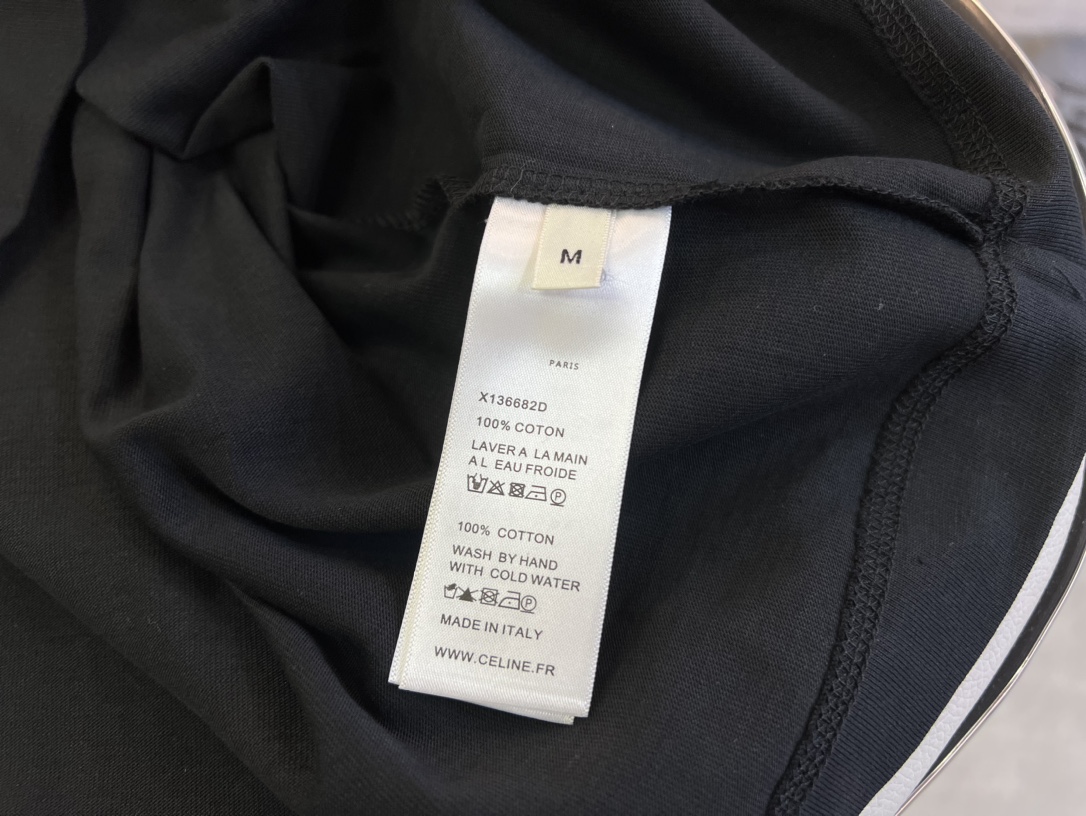 M
PARIS
X136682D
100% COTON
LAVER A LA MAIN
A L EAU FROIDE
P
100% COTTON
WASH BY HAND
WITH COLD WATER
P
MADE IN ITALY
WWW.CELINE.FR